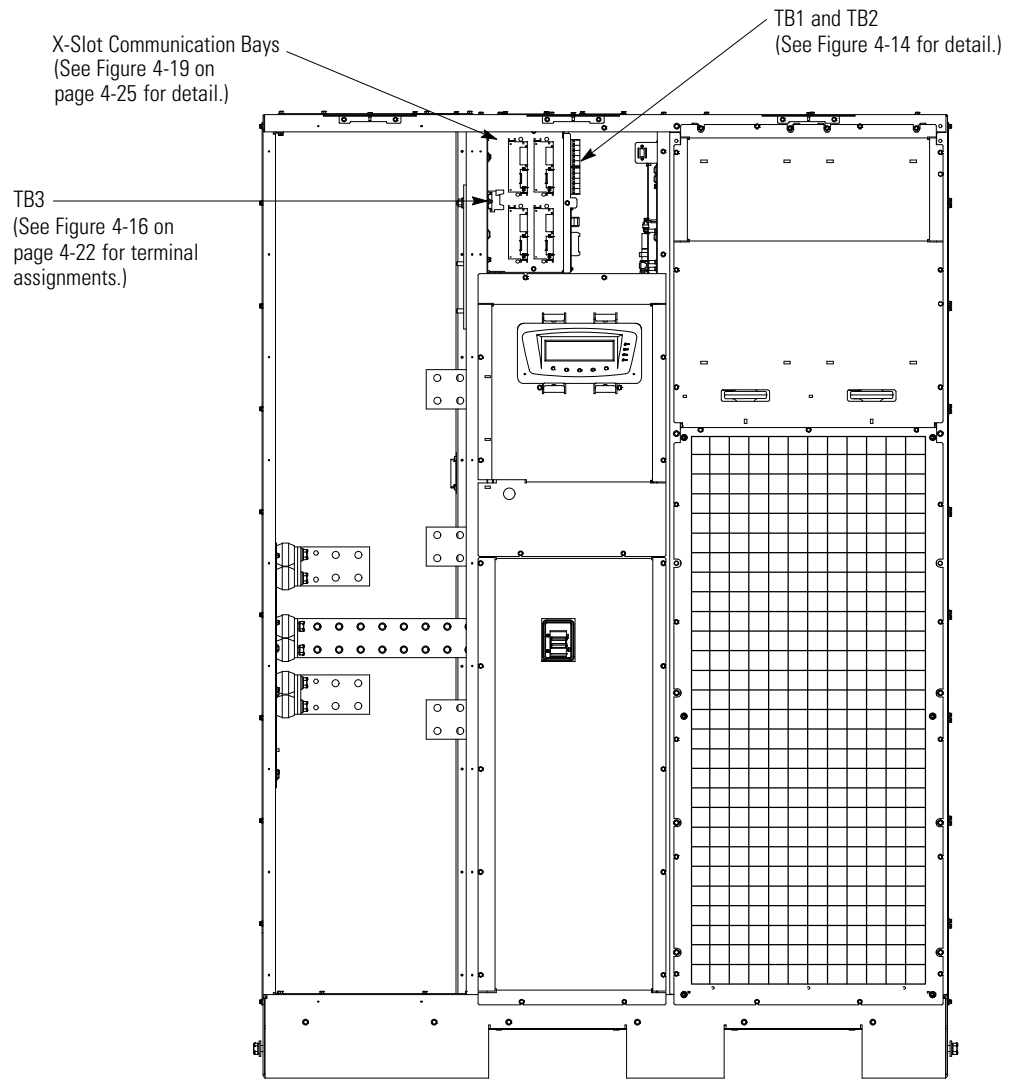 TB1 and TB2
(See Figure 4-14 for detail.)
X-Slot Communication Bays
(See Figure 4-19 on
page 4-25 for detail.)
TB3
(See Figure 4-16 on
page 4-22 for terminal
assignments.)